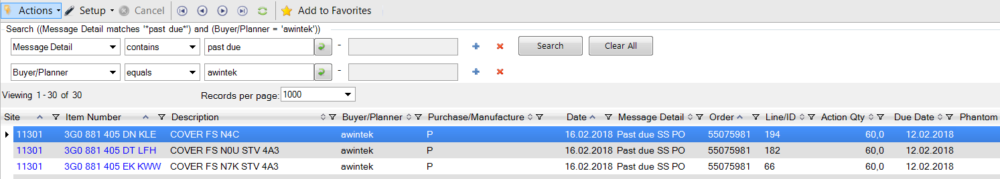 Actions Setup Cancel Add to Favorites
Search ((Message Detail matches '*past due*') and (Buyer/Planner = 'awintek'))
Message Detail contains past due - Search Clear All
Buyer/Planner equals awintek -
Viewing 1 - 30 of 30 Records per page: 1000
Site Item Number Description Buyer/Planner Purchase/Manufacture Date Message Detail Order Line/ID Action Qty Due Date Phantom
11301 3G0 881 405 DN KLE COVER FS N4C awintek P 16.02.2018 Past due SS PO 55075981 194 60,0 12.02.2018
11301 3G0 881 405 DT LFH COVER FS N0U STV 4A3 awintek P 16.02.2018 Past due SS PO 55075981 182 60,0 12.02.2018
11301 3G0 881 405 EK KWW COVER FS N7K STV 4A3 awintek P 16.02.2018 Past due SS PO 55075981 66 60,0 12.02.2018